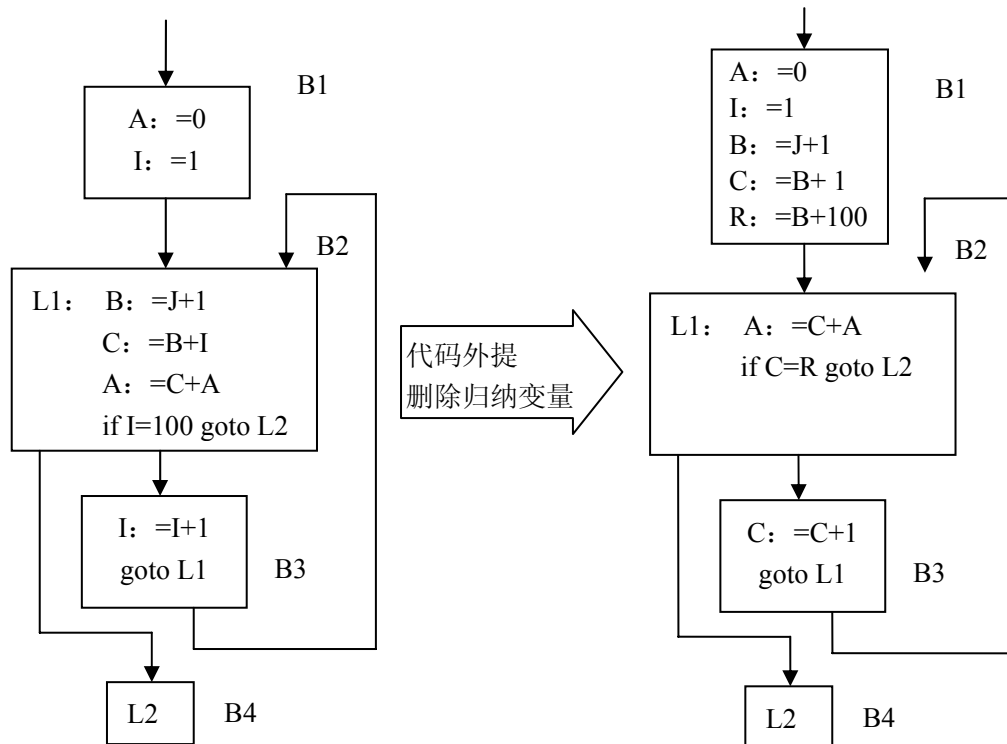 B1
A：=0
I：=1
B2
L1： B：=J+1
C：=B+I
A：=C+A
if I=100 goto L2
I：=I+1
goto L1
B3
L2
B4
代码外提
删除归纳变量
A：=0
I：=1
B：=J+1
C：=B+ 1
R：=B+100
B1
B2
L1： A：=C+A
if C=R goto L2
C：=C+1
goto L1
B3
L2
B4